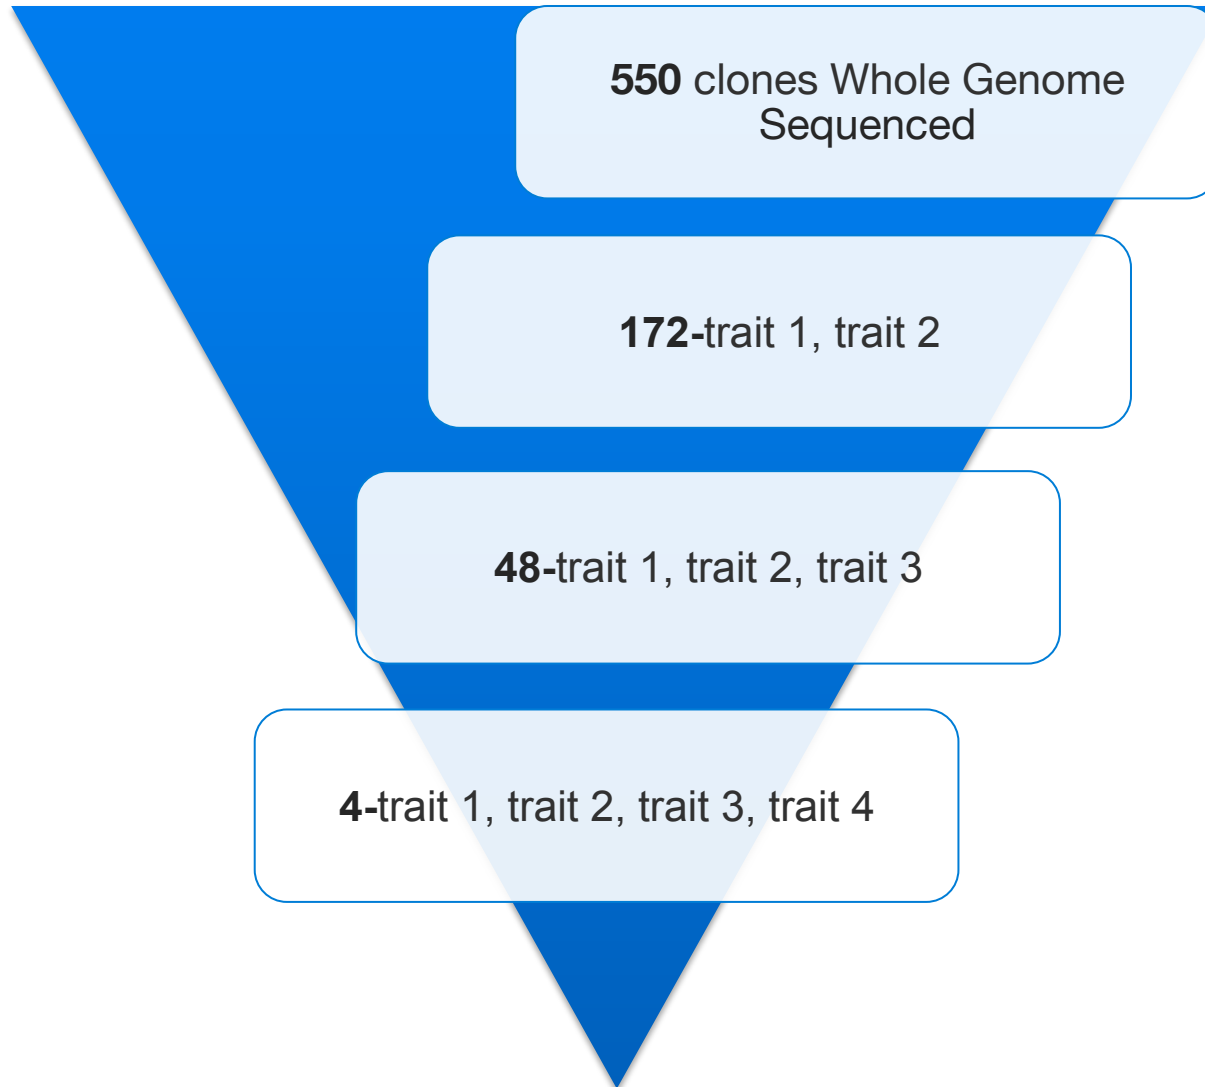 550 clones Whole Genome
Sequenced
172-trait 1, trait 2
48-trait 1, trait 2, trait 3
4-trait 1, trait 2, trait 3, trait 4